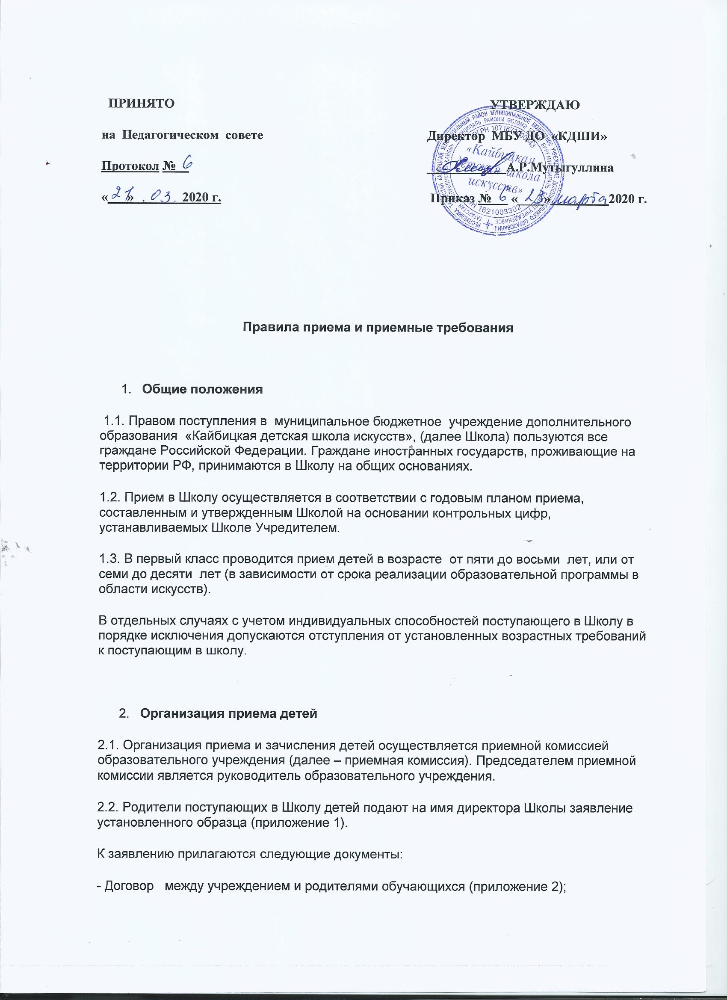 ПРИНЯТО
УТВЕРЖДАЮ
на Педагогическом совете
Директор МБУ ДО «КДШИ»
Протокол № 6
А.Р.Мутыгуллина
«21» . 03. 2020 г.
Приказ № 6 «23» марта 2020 г.
«Кайбицкая
детская школа
искусств»
ИНН 1621003302
Правила приема и приемные требования
1. Общие положения
1.1. Правом поступления в муниципальное бюджетное учреждение дополнительного
образования «Кайбицкая детская школа искусств», (далее Школа) пользуются все
граждане Российской Федерации. Граждане иностранных государств, проживающие на
территории РФ, принимаются в Школу на общих основаниях.
1.2. Прием в Школу осуществляется в соответствии с годовым планом приема,
составленным и утвержденным Школой на основании контрольных цифр,
устанавливаемых Школе Учредителем.
1.3. В первый класс проводится прием детей в возрасте от пяти до восьми лет, или от
семи до десяти лет (в зависимости от срока реализации образовательной программы в
области искусств).
В отдельных случаях с учетом индивидуальных способностей поступающего в Школу в
порядке исключения допускаются отступления от установленных возрастных требований
к поступающим в школу.
2. Организация приема детей
2.1. Организация приема и зачисления детей осуществляется приемной комиссией
образовательного учреждения (далее – приемная комиссия). Председателем приемной
комиссии является руководитель образовательного учреждения.
2.2. Родители поступающих в Школу детей подают на имя директора Школы заявление
установленного образца (приложение 1).
К заявлению прилагаются следующие документы:
- Договор между учреждением и родителями обучающихся (приложение 2);